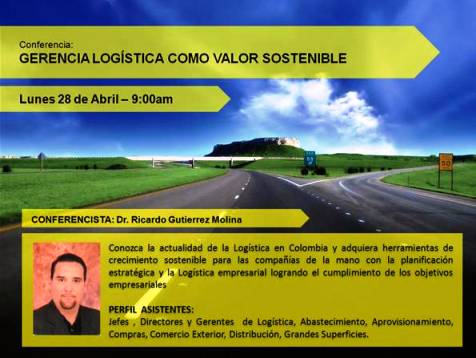 Conferencia:
GERENCIA LOGÍSTICA COMO VALOR SOSTENIBLE
Lunes 28 de Abril – 9:00am
CONFERENCISTA: Dr. Ricardo Gutierrez Molina
Conozca la actualidad de la Logística en Colombia y adquiera herramientas de
crecimiento sostenible para las compañías de la mano con la planificación
estratégica y la Logística empresarial logrando el cumplimiento de los objetivos
empresariales
PERFIL ASISTENTES:
Jefes , Directores y Gerentes de Logística, Abastecimiento, Aprovisionamiento,
Compras, Comercio Exterior, Distribución, Grandes Superficies.